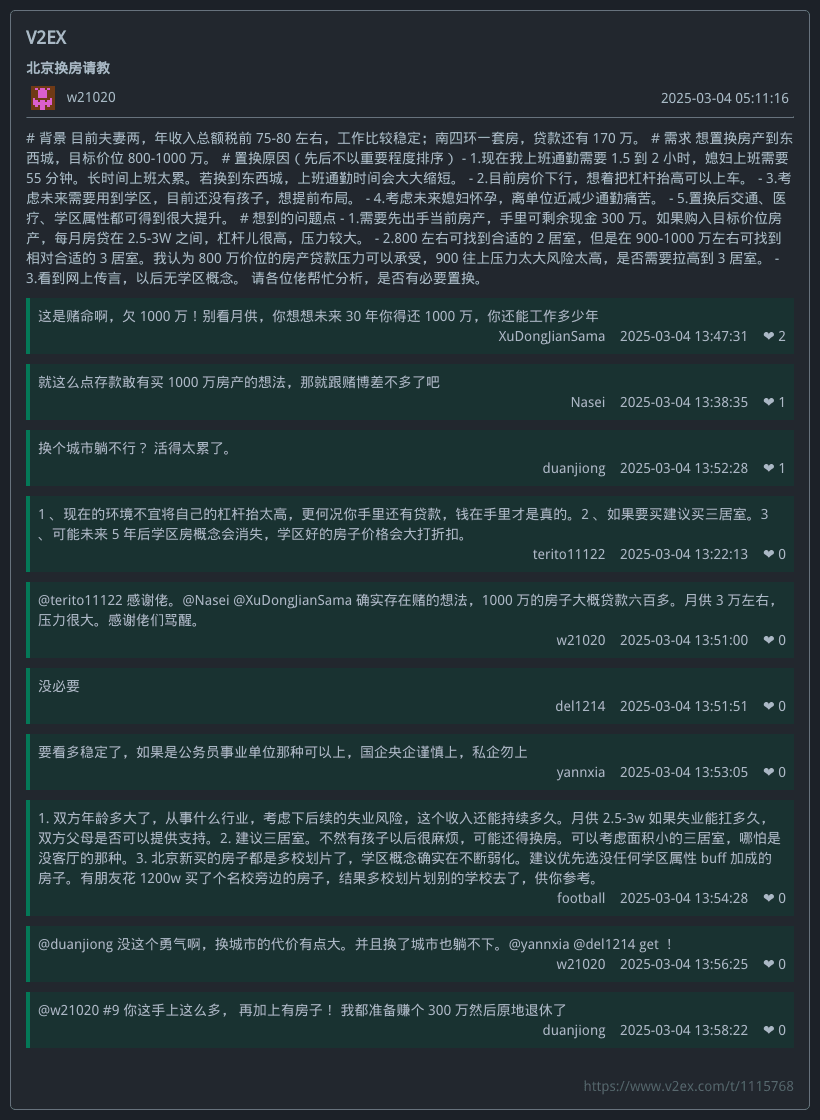 V2EX
北京换房请教
w21020 2025-03-04 05:11:16
# 背景 目前夫妻两，年收入总额税前 75-80 左右，工作比较稳定；南四环一套房，贷款还有 170 万。 # 需求 想置换房产到东
西城，目标价位 800-1000 万。 # 置换原因（ 先后不以重要程度排序 ） - 1.现在我上班通勤需要 1.5 到 2 小时，媳妇上班需要
55 分钟。长时间上班太累。若换到东西城，上班通勤时间会大大缩短。 - 2.目前房价下行，想着把杠杆抬高可以上车。 - 3.考
虑未来需要用到学区，目前还没有孩子，想提前布局。 - 4.考虑未来媳妇怀孕，离单位近减少通勤痛苦。 - 5.置换后交通、医
疗、学区属性都可得到很大提升。 # 想到的问题点 - 1.需要先出手当前房产，手里可剩余现金 300 万。如果购入目标价位房
产，每月房贷在 2.5-3W 之间，杠杆儿很高，压力较大。 - 2.800 左右可找到合适的 2 居室，但是在 900-1000 万左右可找到
相对合适的 3 居室。我认为 800 万价位的房产贷款压力可以承受，900 往上压力太大风险太高，是否需要拉高到 3 居室。 -
3.看到网上传言，以后无学区概念。 请各位佬帮忙分析，是否有必要置换。
这是赌命啊，欠 1000 万！别看月供，你想想未来 30 年你得还 1000 万，你还能工作多少年
XuDongJianSama 2025-03-04 13:47:31 ❤ 2
就这么点存款敢有买 1000 万房产的想法，那就跟赌博差不多了吧
Nasei 2025-03-04 13:38:35 ❤ 1
换个城市躺不行？ 活得太累了。
duanjiong 2025-03-04 13:52:28 ❤ 1
1 、现在的环境不宜将自己的杠杆抬太高，更何况你手里还有贷款，钱在手里才是真的。2 、如果要买建议买三居室。3
、可能未来 5 年后学区房概念会消失，学区好的房子价格会大打折扣。
terito11122 2025-03-04 13:22:13 ❤ 0
@terito11122 感谢佬。@Nasei @XuDongJianSama 确实存在赌的想法，1000 万的房子大概贷款六百多。月供 3 万左右，
压力很大。感谢佬们骂醒。
w21020 2025-03-04 13:51:00 ❤ 0
没必要
del1214 2025-03-04 13:51:51 ❤ 0
要看多稳定了，如果是公务员事业单位那种可以上，国企央企谨慎上，私企勿上
yannxia 2025-03-04 13:53:05 ❤ 0
1. 双方年龄多大了，从事什么行业，考虑下后续的失业风险，这个收入还能持续多久。月供 2.5-3w 如果失业能扛多久，
双方父母是否可以提供支持。2. 建议三居室。不然有孩子以后很麻烦，可能还得换房。可以考虑面积小的三居室，哪怕是
没客厅的那种。3. 北京新买的房子都是多校划片了，学区概念确实在不断弱化。建议优先选没任何学区属性 buff 加成的
房子。有朋友花 1200w 买了个名校旁边的房子，结果多校划片划别的学校去了，供你参考。
football 2025-03-04 13:54:28 ❤ 0
@duanjiong 没这个勇气啊，换城市的代价有点大。并且换了城市也躺不下。@yannxia @del1214 get ！
w21020 2025-03-04 13:56:25 ❤ 0
@w21020 #9 你这手上这么多， 再加上有房子！ 我都准备赚个 300 万然后原地退休了
duanjiong 2025-03-04 13:58:22 ❤ 0
https://www.v2ex.com/t/1115768